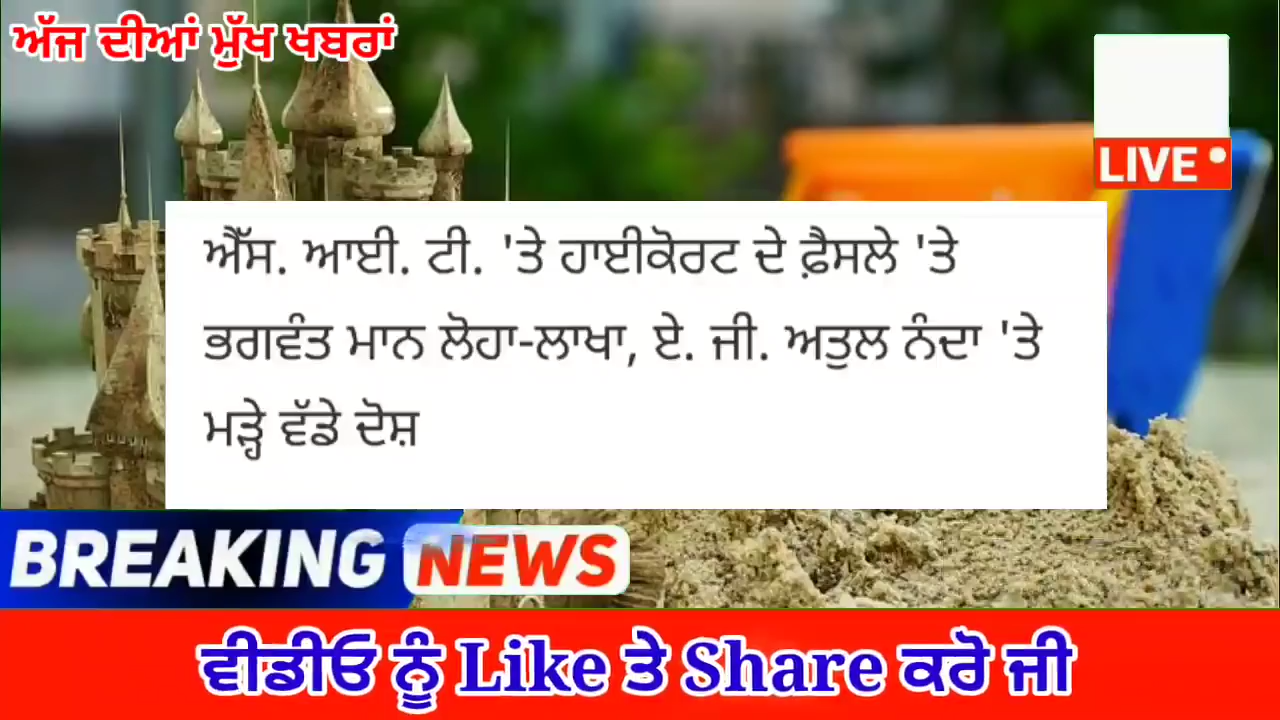 ਅੱਜ ਦੀਆਂ ਮੁੱਖ ਖਬਰਾਂ
LIVE
ਐੱਸ. ਆਈ. ਟੀ. 'ਤੇ ਹਾਈਕੋਰਟ ਦੇ ਫ਼ੈਸਲੇ 'ਤੇ
ਭਗਵੰਤ ਮਾਨ ਲੋਹਾ-ਲਾਖਾ, ਏ. ਜੀ. ਅਤੁਲ ਨੰਦਾ 'ਤੇ
ਮੜ੍ਹੇ ਵੱਡੇ ਦੋਸ਼
BREAKING NEWS
ਵੀਡੀਓ ਨੂੰ Like ਤੇ Share ਕਰੋ ਜੀ